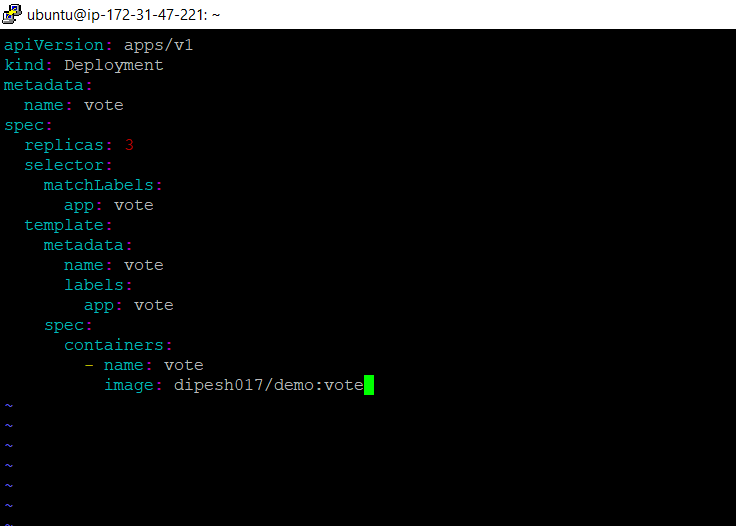 ubuntu@ip-172-31-47-221: ~
apiVersion: apps/v1
kind: Deployment
metadata:
  name: vote
spec:
  replicas: 3
  selector:
    matchLabels:
      app: vote
  template:
    metadata:
      name: vote
      labels:
        app: vote
    spec:
      containers:
        - name: vote
          image: dipesh017/demo:vote
~
~
~
~
~
~
~